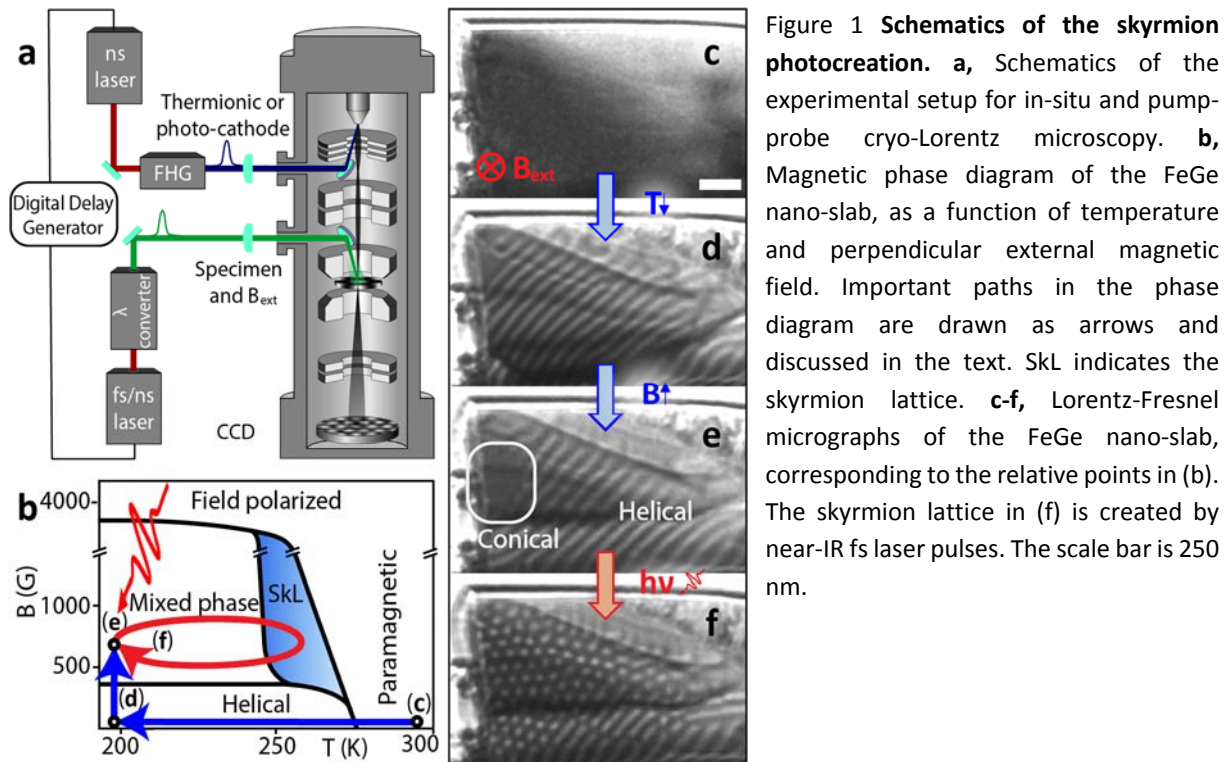 a
ns
laser
Thermionic or
photo-cathode
FHG
Digital Delay
Generator
Specimen
and B_ext
λ
converter
fs/ns
laser
CCD
b
4000
1000
500
B (G)
Field polarized
Mixed phase
SkL
Paramagnetic
Helical
(e)
(f)
(d)
(c)
200
250
300
T (K)
c
B_ext
T↓
d
B↑
e
Conical
Helical
hν
f
Figure 1 Schematics of the skyrmion
photocreation. a, Schematics of the
experimental setup for in-situ and pump-
probe cryo-Lorentz microscopy. b,
Magnetic phase diagram of the FeGe
nano-slab, as a function of temperature
and perpendicular external magnetic
field. Important paths in the phase
diagram are drawn as arrows and
discussed in the text. SkL indicates the
skyrmion lattice. c-f, Lorentz-Fresnel
micrographs of the FeGe nano-slab,
corresponding to the relative points in (b).
The skyrmion lattice in (f) is created by
near-IR fs laser pulses. The scale bar is 250
nm.